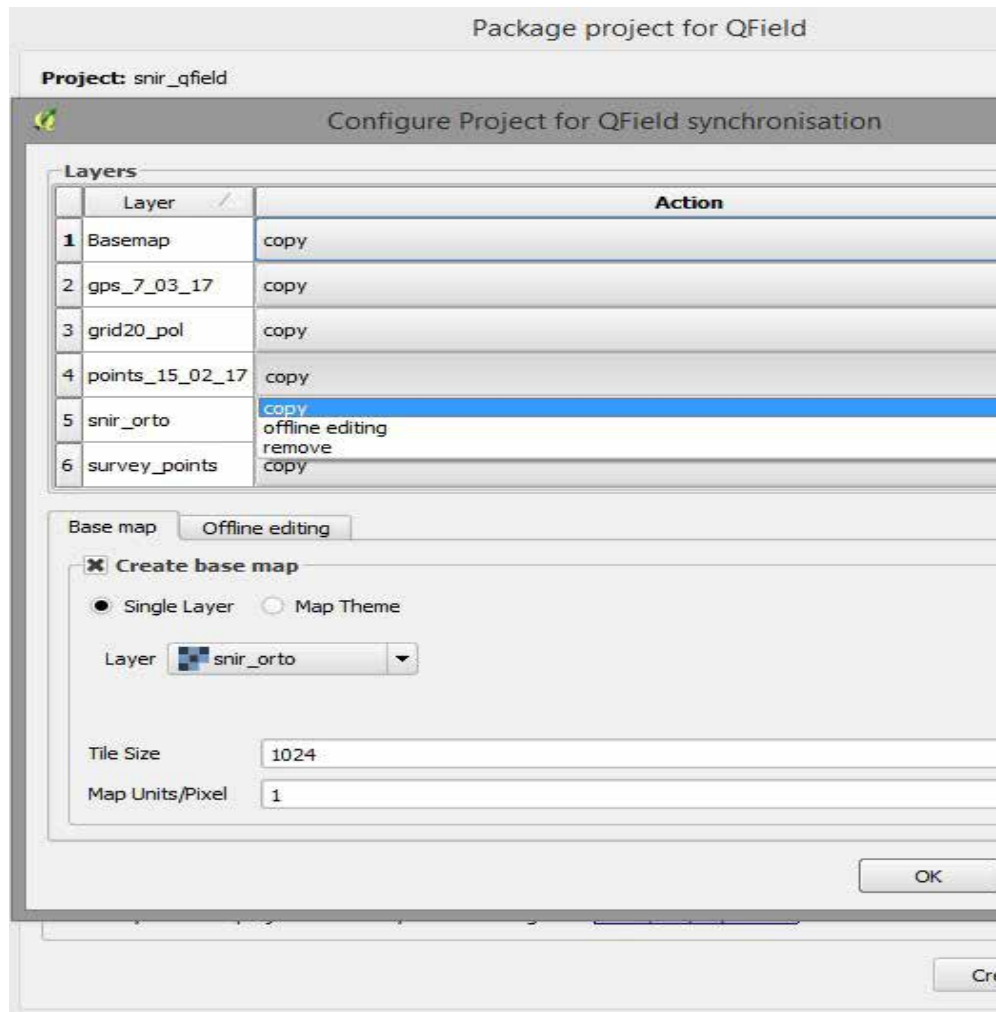 Package project for QField
Project: snir_qfield
Configure Project for QField synchronisation
Layers
Layer Action
1 Basemap copy
2 gps_7_03_17 copy
3 grid20_pol copy
4 points_15_02_17 copy
copy
5 snir_orto offline editing
remove
6 survey_points copy
Base map Offline editing
Create base map
Single Layer Map Theme
Layer snir_orto
Tile Size 1024
Map Units/Pixel 1
OK